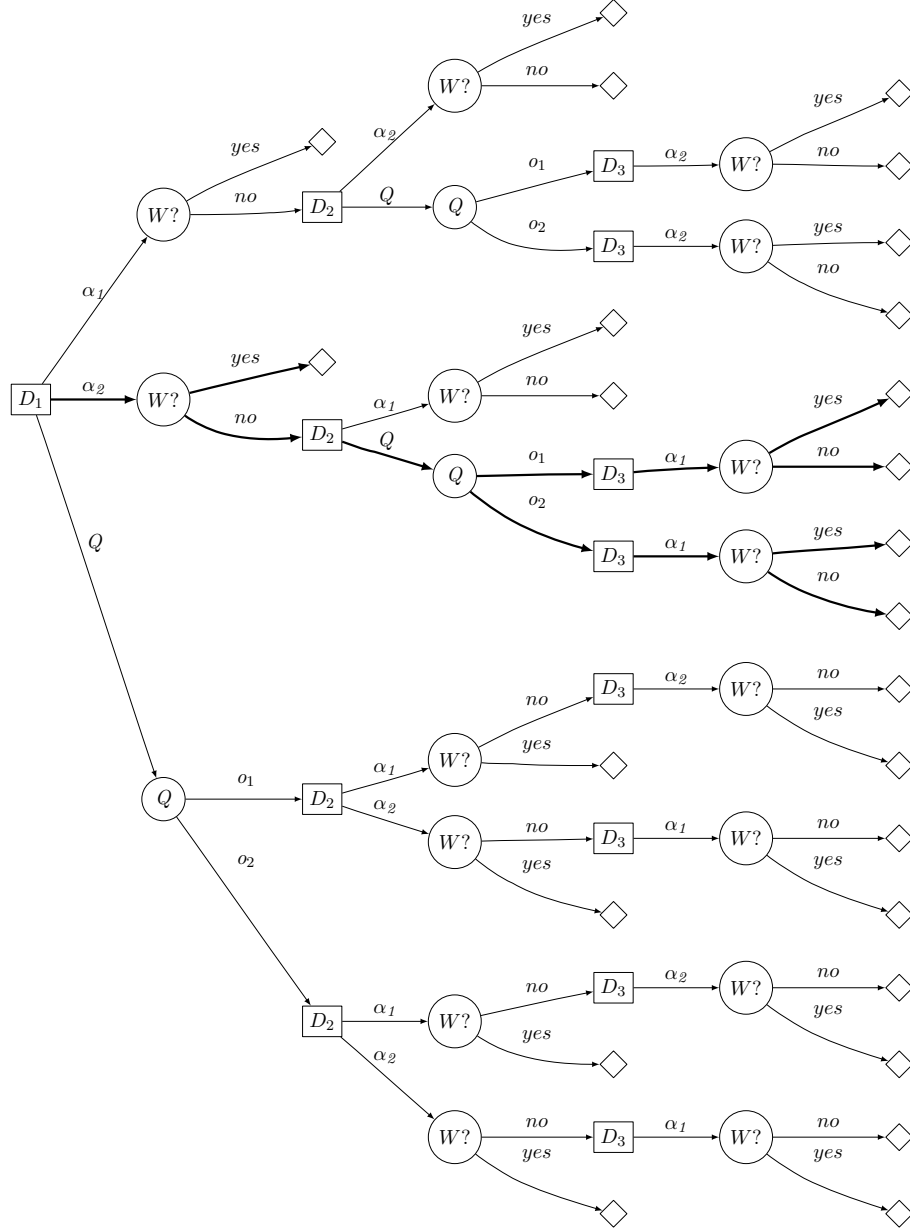 yes
W?
no
α₂
yes
yes
o₁
D₃
α₂
W?
no
W?
no
D₂
Q
Q
o₂
D₃
α₂
W?
yes
no
α₁
yes
yes
D₁
α₂
W?
no
D₂
α₁
W?
no
Q
Q
o₁
D₃
α₁
W?
yes
no
o₂
D₃
α₁
W?
yes
no
Q
no
D₃
α₂
W?
no
yes
Q
o₁
D₂
α₁
W?
yes
α₂
W?
no
D₃
α₁
W?
no
yes
yes
o₂
D₂
α₁
W?
no
D₃
α₂
W?
no
yes
yes
α₂
W?
no
D₃
α₁
W?
no
yes
yes